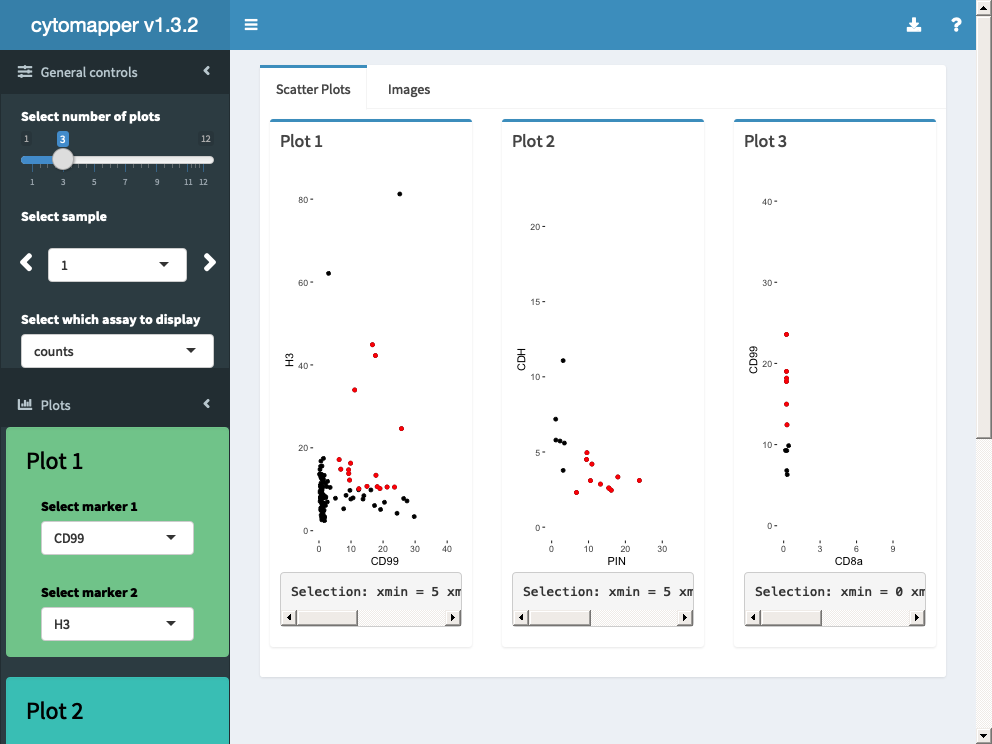 cytomapper v1.3.2
?
General controls
Select number of plots
1 3 12
1 3 5 7 9 11 12
Select sample
1
Select which assay to display
counts
Plots
Plot 1
Select marker 1
CD99
Select marker 2
H3
Plot 2
Scatter Plots Images
Plot 1
80
60
40
20
0
H3
0 10 20 30 40
CD99
Selection: xmin = 5 xm
Plot 2
20
15
10
5
0
CDH
0 10 20 30
PIN
Selection: xmin = 5 xm
Plot 3
40
30
20
10
0
CD99
0 3 6 9
CD8a
Selection: xmin = 0 xm